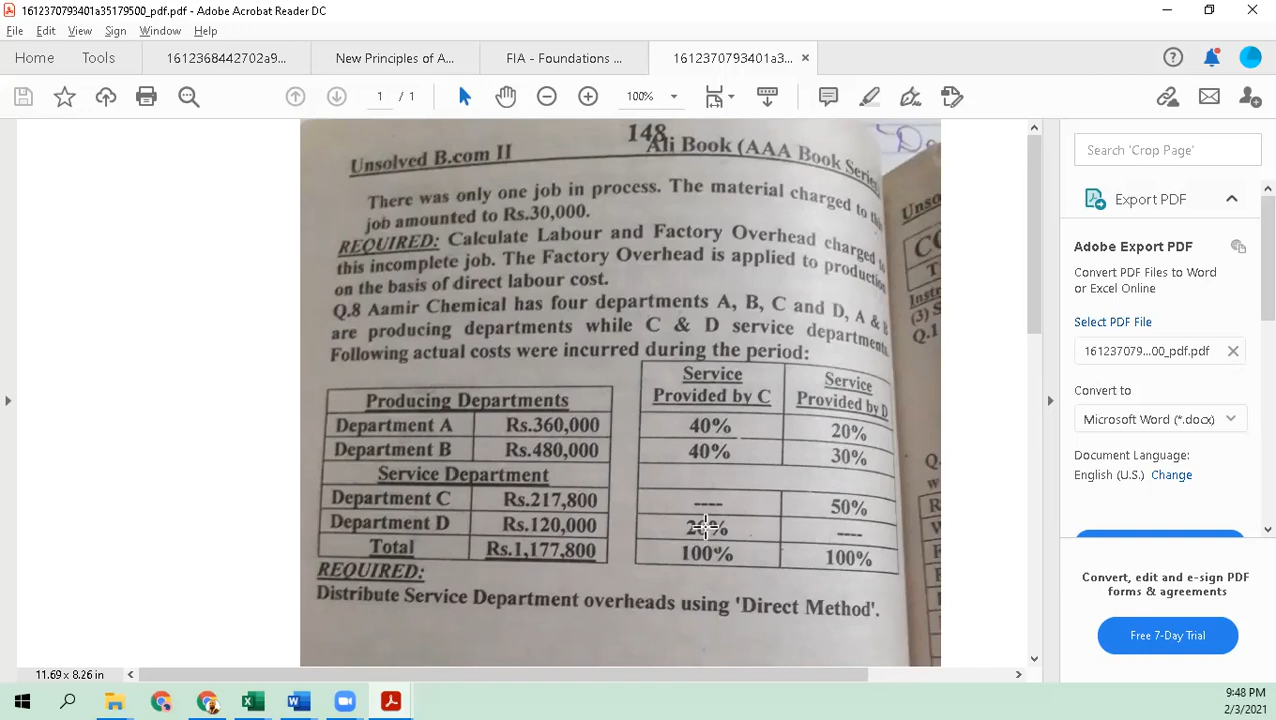 1612370793401a35179500_pdf.pdf - Adobe Acrobat Reader DC
File Edit View Sign Window Help
Home Tools 1612368442702a9... New Principles of A... FIA - Foundations ... 1612370793401a3...
1 / 1 100%
148
Unsolved B.com II Ali Book (AAA Book Series
There was only one job in process. The material charged to this
job amounted to Rs.30,000.
REQUIRED: Calculate Labour and Factory Overhead charged to
this incomplete job. The Factory Overhead is applied to production
on the basis of direct labour cost.
Q.8 Aamir Chemical has four departments A, B, C and D, A & B
are producing departments while C & D service departments.
Following actual costs were incurred during the period:
Service Provided by C Service Provided by D
Producing Departments
Department A Rs.360,000 40% 20%
Department B Rs.480,000 40% 30%
Service Department
Department C Rs.217,800 ---- 50%
Department D Rs.120,000 20% ----
Total Rs.1,177,800 100% 100%
REQUIRED:
Distribute Service Department overheads using 'Direct Method'.
Unso
CO
T
Instr
(3) S
Q.1
Search 'Crop Page'
Export PDF
Adobe Export PDF
Convert PDF Files to Word
or Excel Online
Select PDF File
161237079...00_pdf.pdf
Convert to
Microsoft Word (*.docx)
Document Language:
English (U.S.) Change
Convert, edit and e-sign PDF
forms & agreements
Free 7-Day Trial
11.69 x 8.26 in
9:48 PM
2/3/2021